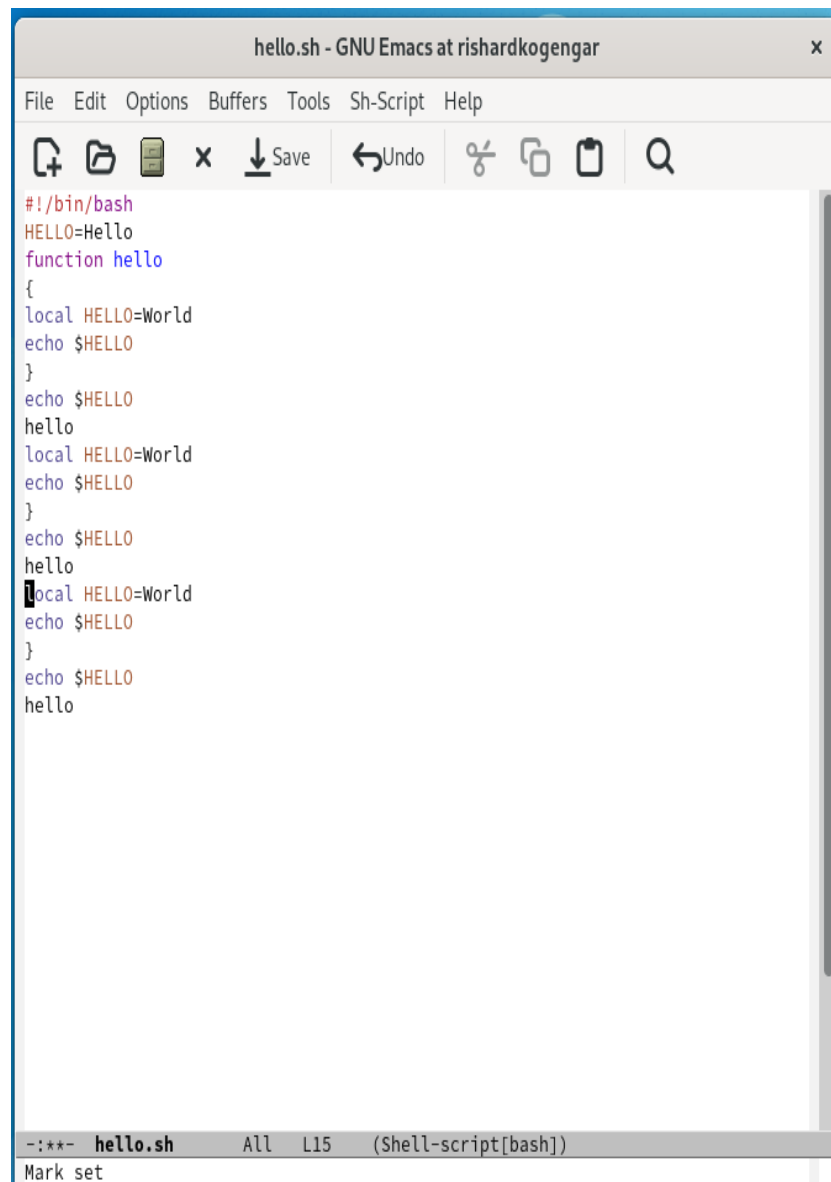 hello.sh - GNU Emacs at rishardkogengar x
File Edit Options Buffers Tools Sh-Script Help
Save Undo
#!/bin/bash
HELLO=Hello
function hello
{
local HELLO=World
echo $HELLO
}
echo $HELLO
hello
local HELLO=World
echo $HELLO
}
echo $HELLO
hello
local HELLO=World
echo $HELLO
}
echo $HELLO
hello
-:**- hello.sh All L15 (Shell-script[bash])
Mark set